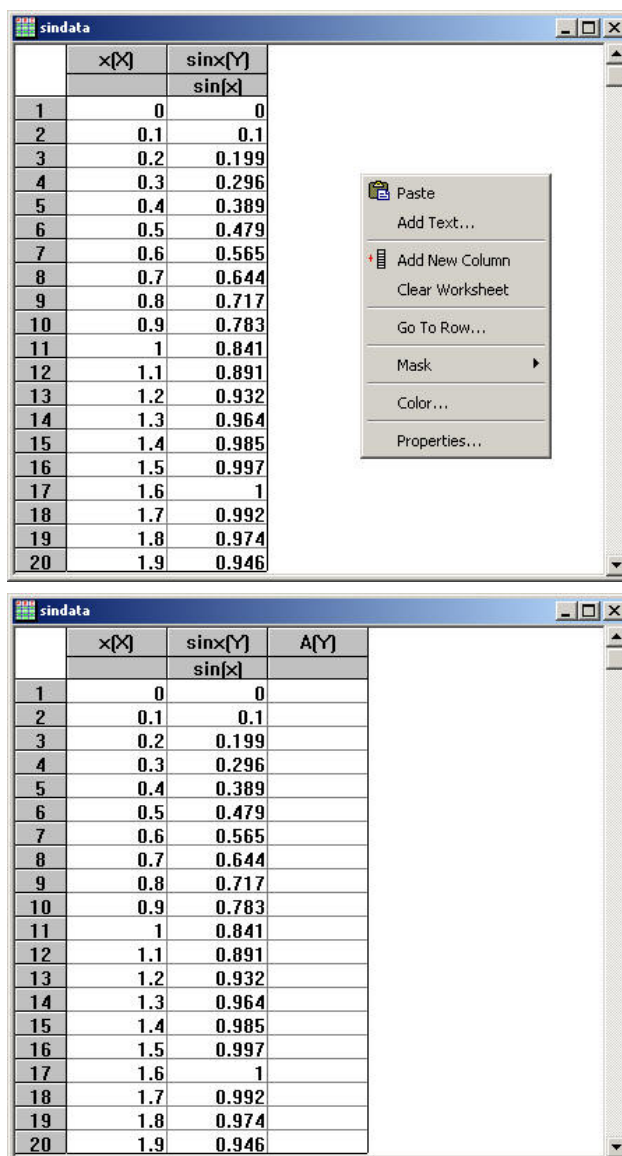 sindata
x(X) sinx(Y)
sin(x)
1 0 0
2 0.1 0.1
3 0.2 0.199
4 0.3 0.296
5 0.4 0.389
6 0.5 0.479
7 0.6 0.565
8 0.7 0.644
9 0.8 0.717
10 0.9 0.783
11 1 0.841
12 1.1 0.891
13 1.2 0.932
14 1.3 0.964
15 1.4 0.985
16 1.5 0.997
17 1.6 1
18 1.7 0.992
19 1.8 0.974
20 1.9 0.946
Paste
Add Text...
Add New Column
Clear Worksheet
Go To Row...
Mask
Color...
Properties...
sindata
x(X) sinx(Y) A(Y)
sin(x)
1 0 0
2 0.1 0.1
3 0.2 0.199
4 0.3 0.296
5 0.4 0.389
6 0.5 0.479
7 0.6 0.565
8 0.7 0.644
9 0.8 0.717
10 0.9 0.783
11 1 0.841
12 1.1 0.891
13 1.2 0.932
14 1.3 0.964
15 1.4 0.985
16 1.5 0.997
17 1.6 1
18 1.7 0.992
19 1.8 0.974
20 1.9 0.946